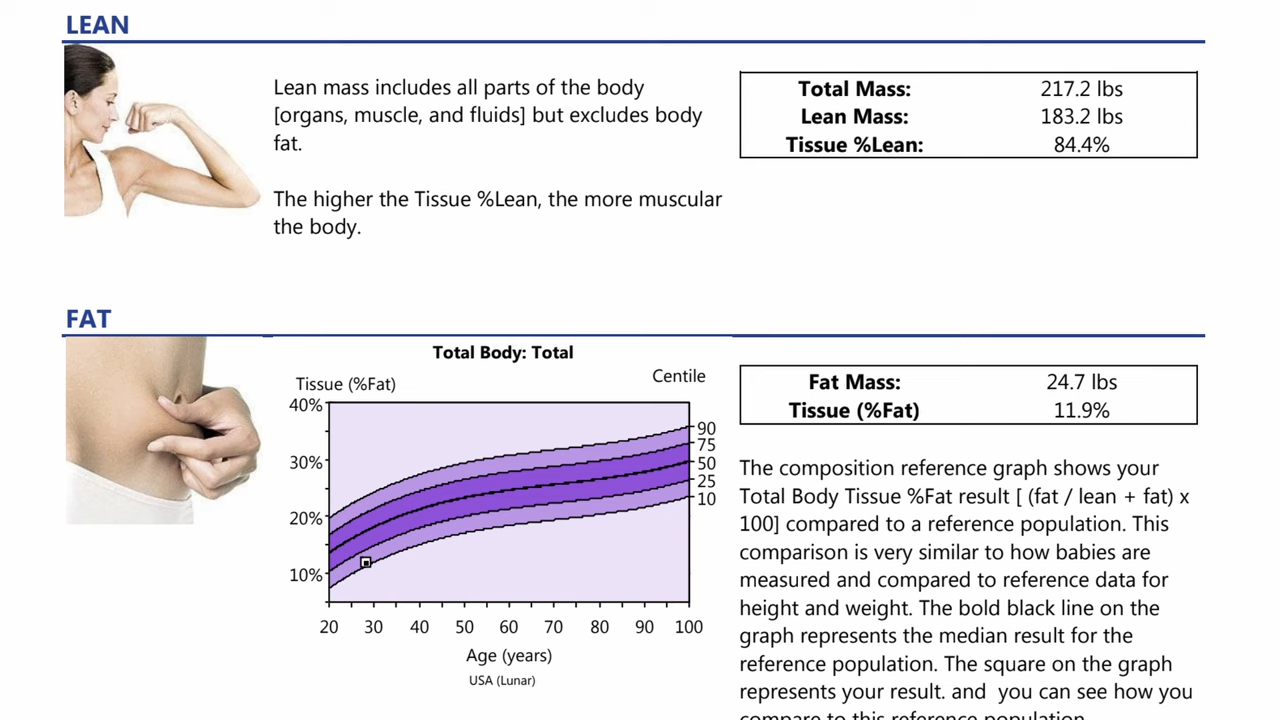 LEAN
Lean mass includes all parts of the body
[organs, muscle, and fluids] but excludes body
fat.
The higher the Tissue %Lean, the more muscular
the body.
Total Mass: 217.2 lbs
Lean Mass: 183.2 lbs
Tissue %Lean: 84.4%
FAT
Total Body: Total
Tissue (%Fat)
Centile
40%
30%
20%
10%
90
75
50
25
10
20 30 40 50 60 70 80 90 100
Age (years)
USA (Lunar)
Fat Mass: 24.7 lbs
Tissue (%Fat) 11.9%
The composition reference graph shows your
Total Body Tissue %Fat result [ (fat / lean + fat) x
100] compared to a reference population. This
comparison is very similar to how babies are
measured and compared to reference data for
height and weight. The bold black line on the
graph represents the median result for the
reference population. The square on the graph
represents your result. and you can see how you
compare to this reference population